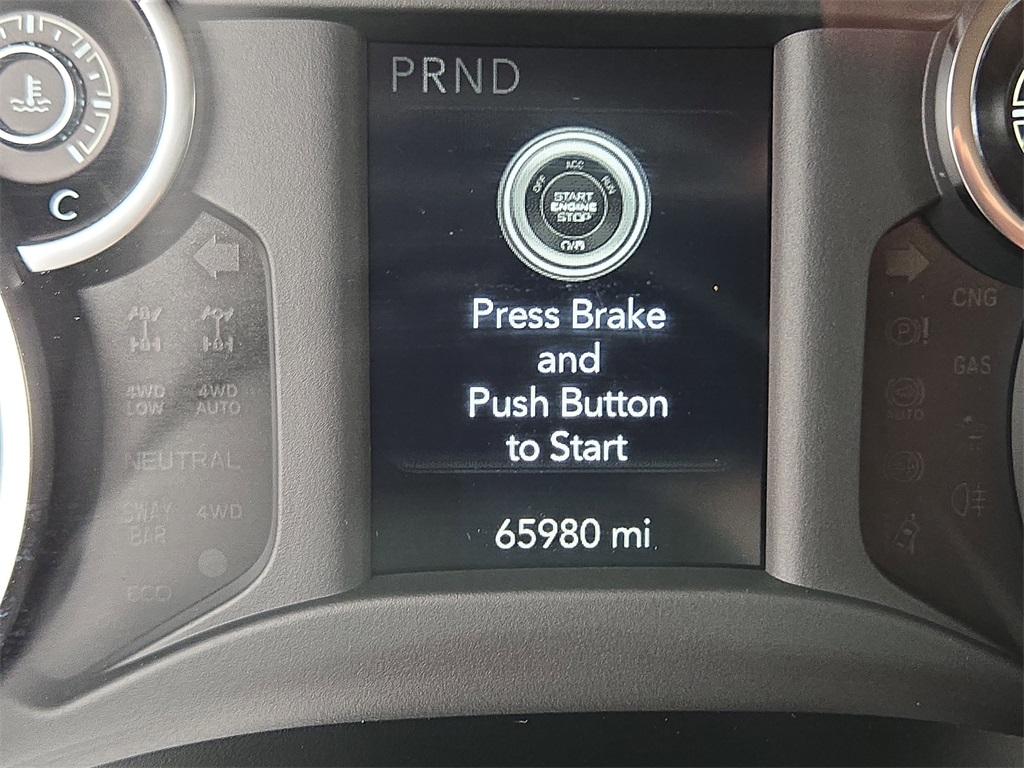 PRND
C
OFF
ACC
RUN
START
ENGINE
STOP
Press Brake
and
Push Button
to Start
65980 mi
4WD
LOW
4WD
AUTO
NEUTRAL
SWAY
BAR
4WD
ECO
CNG
GAS
AUTO